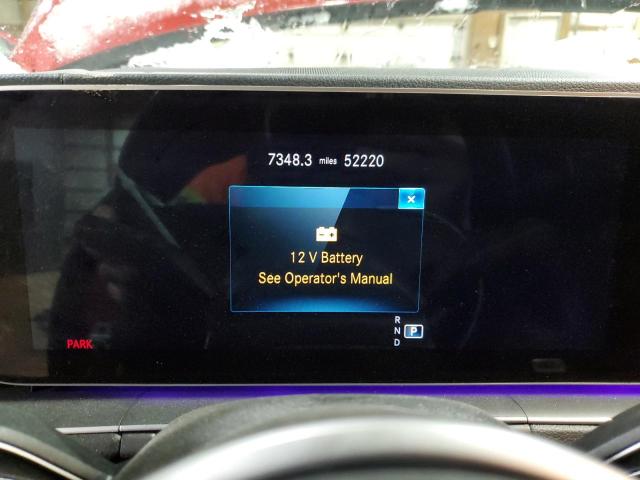 7348.3 miles 52220
×
12 V Battery
See Operator's Manual
R
N P
D
PARK